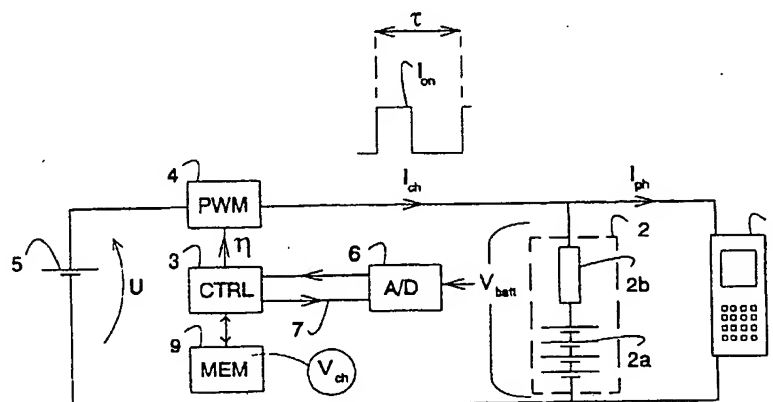 τ
I_on
4
I_ch
I_ph
PWM
2
5
η
6
3
U
CTRL
A/D
V_batt
2b
7
9
2a
MEM
V_ch